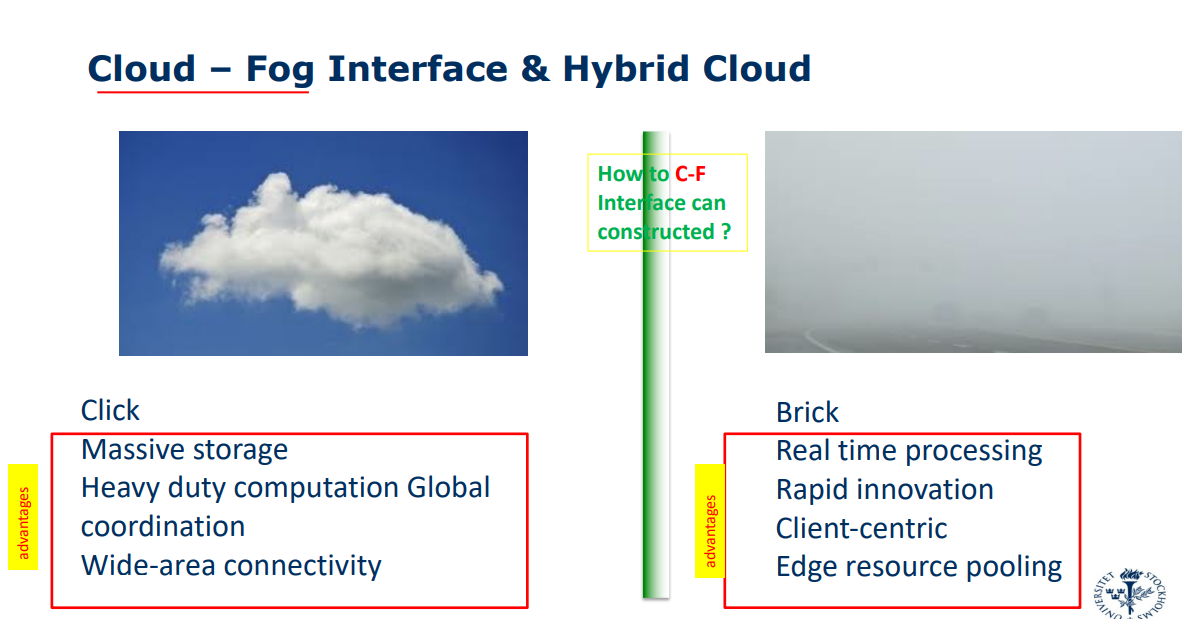 Cloud – Fog Interface & Hybrid Cloud
How to C-F
Interface can
constructed ?
Click
Massive storage
Heavy duty computation Global
coordination
Wide-area connectivity
advantages
Brick
Real time processing
Rapid innovation
Client-centric
Edge resource pooling
advantages
STOCKHOLMS
UNIVERSITET